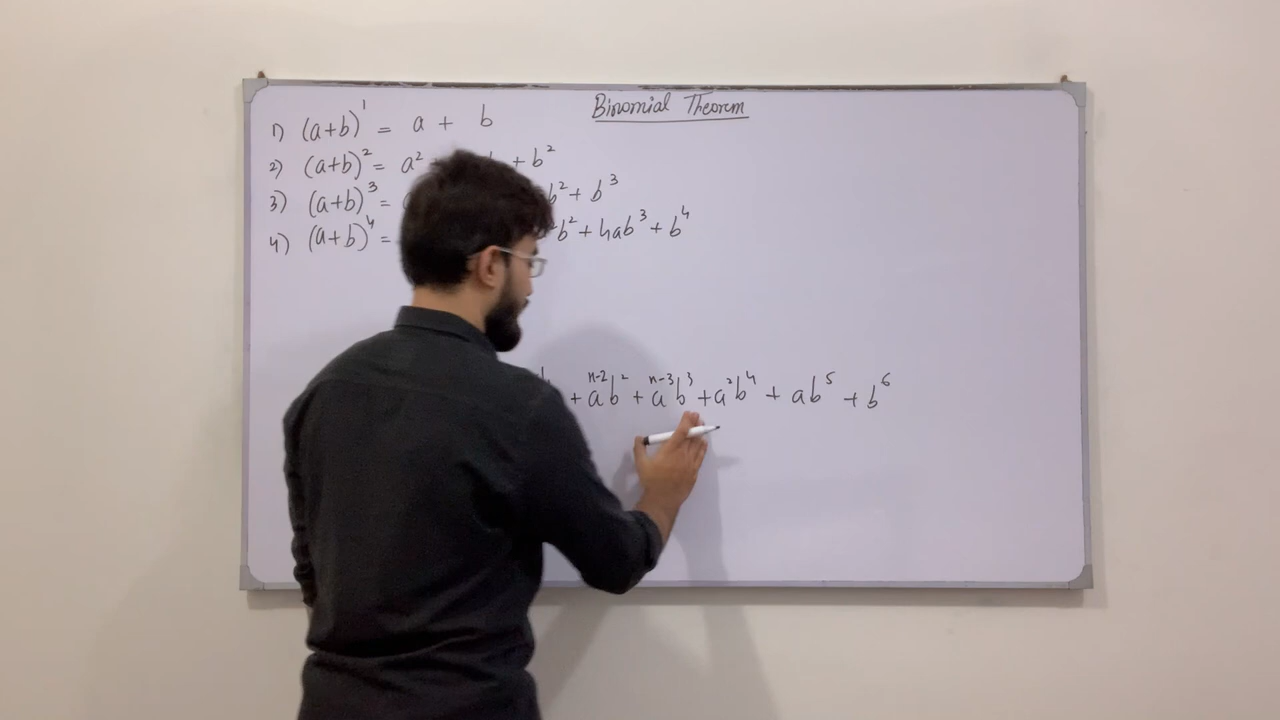 Binomial Theorem
1) (a+b)¹ = a + b
2) (a+b)² = a² + b²
3) (a+b)³ = b² + b³
4) (a+b)⁴ = b² + 4ab³ + b⁴
+ aⁿ⁻²b² + aⁿ⁻³b³ + a²b⁴ + ab⁵ + b⁶